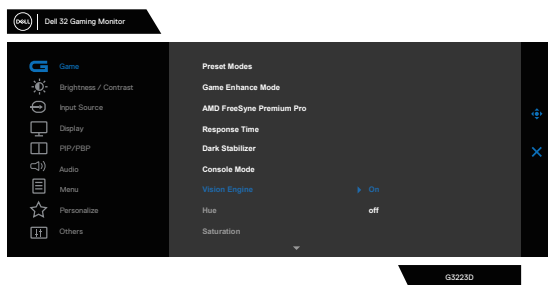 DELL Dell 32 Gaming Monitor
Game
Brightness / Contrast
Input Source
Display
PIP/PBP
Audio
Menu
Personalize
Others
Preset Modes
Game Enhance Mode
AMD FreeSync Premium Pro
Response Time
Dark Stabilizer
Console Mode
Vision Engine On
Hue off
Saturation
G3223D